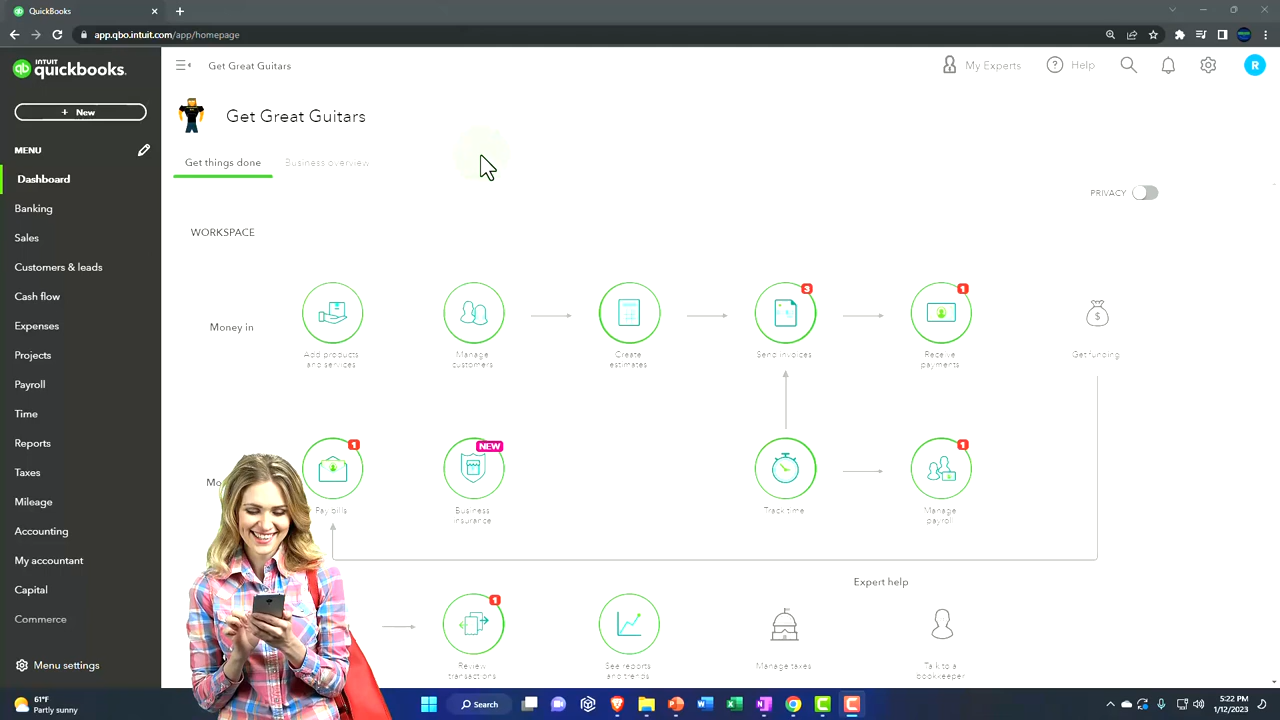 QuickBooks
app.qbo.intuit.com/app/homepage
INTUIT
quickbooks.
Get Great Guitars
My Experts
Help
R
+ New
Get Great Guitars
MENU
Get things done
Business overview
Dashboard
PRIVACY
Banking
WORKSPACE
Sales
Customers & leads
3
1
Cash flow
$
Expenses
Money in
Projects
Add products
and services
Manage
customers
Create
estimates
Send invoices
Receive
payments
Get funding
Payroll
Time
Reports
1
NEW
1
Taxes
Mo
Mileage
Pay bills
Business
insurance
Track time
Manage
payroll
Accounting
My accountant
Expert help
Capital
1
Commerce
Menu settings
Review
transactions
See reports
and trends
Manage taxes
Talk to a
bookkeeper
61°F
Partly sunny
Search
5:22 PM
1/12/2023